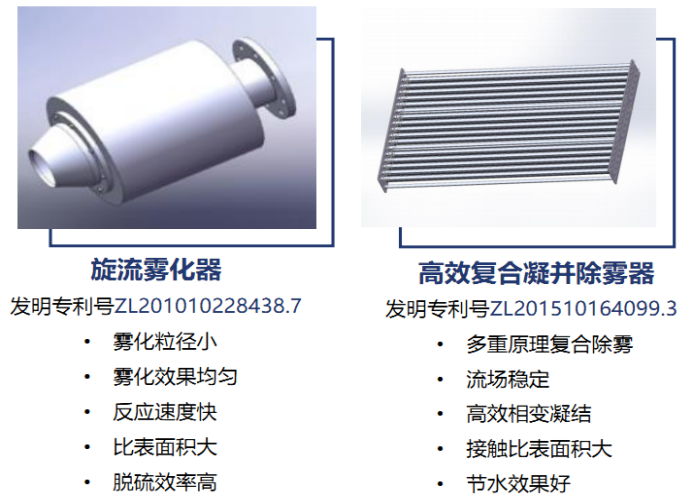 旋流雾化器
发明专利号ZL201010228438.7
• 雾化粒径小
• 雾化效果均匀
• 反应速度快
• 比表面积大
• 脱硫效率高
高效复合凝并除雾器
发明专利号ZL201510164099.3
• 多重原理复合除雾
• 流场稳定
• 高效相变凝结
• 接触比表面积大
• 节水效果好